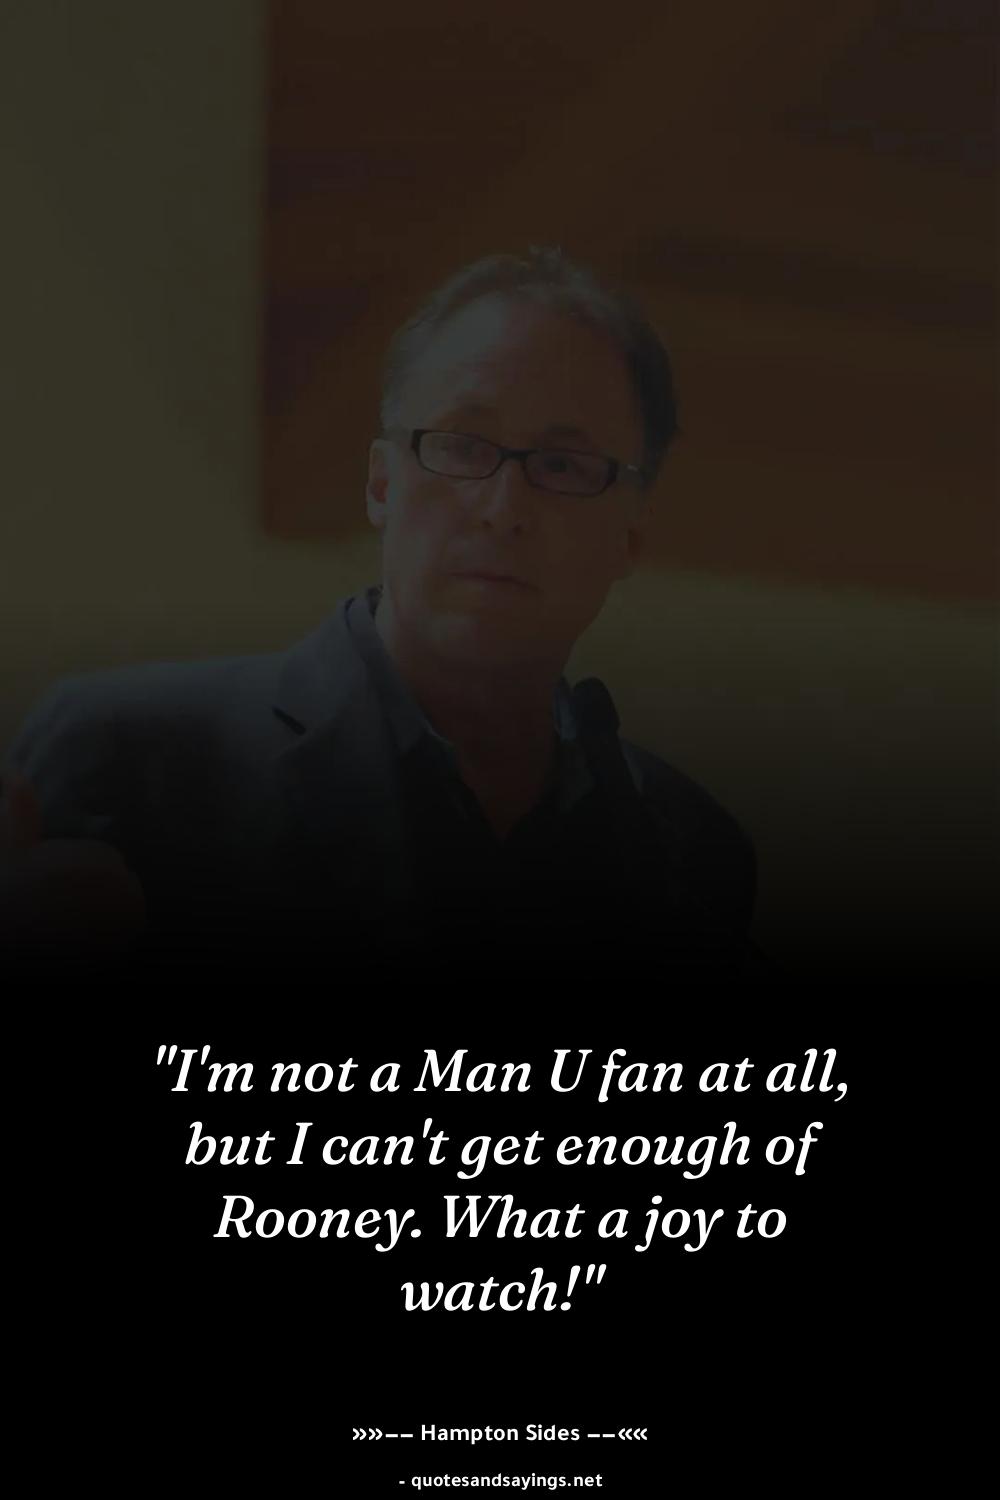 "I'm not a Man U fan at all,
but I can't get enough of
Rooney. What a joy to
watch!"
»»−− Hampton Sides −−««
- quotesandsayings.net